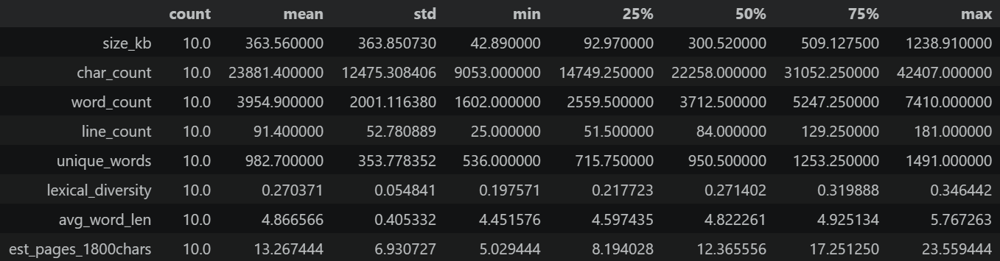 count mean std min 25% 50% 75% max
size_kb 10.0 363.560000 363.850730 42.890000 92.970000 300.520000 509.127500 1238.910000
char_count 10.0 23881.400000 12475.308406 9053.000000 14749.250000 22258.000000 31052.250000 42407.000000
word_count 10.0 3954.900000 2001.116380 1602.000000 2559.500000 3712.500000 5247.250000 7410.000000
line_count 10.0 91.400000 52.780889 25.000000 51.500000 84.000000 129.250000 181.000000
unique_words 10.0 982.700000 353.778352 536.000000 715.750000 950.500000 1253.250000 1491.000000
lexical_diversity 10.0 0.270371 0.054841 0.197571 0.217723 0.271402 0.319888 0.346442
avg_word_len 10.0 4.866566 0.405332 4.451576 4.597435 4.822261 4.925134 5.767263
est_pages_1800chars 10.0 13.267444 6.930727 5.029444 8.194028 12.365556 17.251250 23.559444